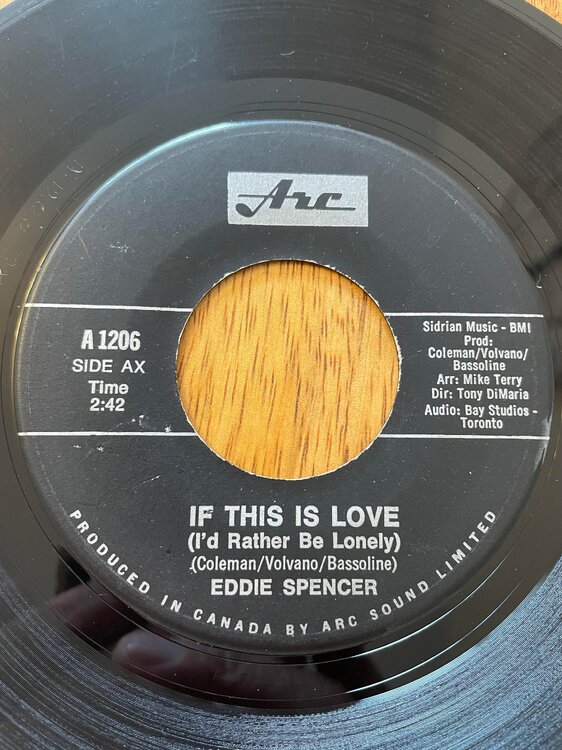 Arc
A 1206
SIDE AX
Time
2:42
Sidrian Music - BMI
Prod:
Coleman/Volvano/
Bassoline
Arr: Mike Terry
Dir: Tony DiMaria
Audio: Bay Studios -
Toronto
IF THIS IS LOVE
(I'd Rather Be Lonely)
(Coleman/Volvano/Bassoline)
EDDIE SPENCER
PRODUCED IN CANADA BY ARC SOUND LIMITED